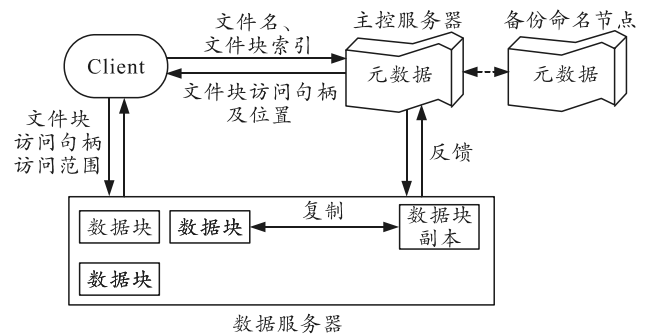 文件名、
文件块索引
主控服务器
备份命名节点
Client
元数据
元数据
文件块访问句柄
及位置
文件块
访问句柄
访问范围
反馈
数据块
数据块
复制
数据块
副本
数据块
数据服务器